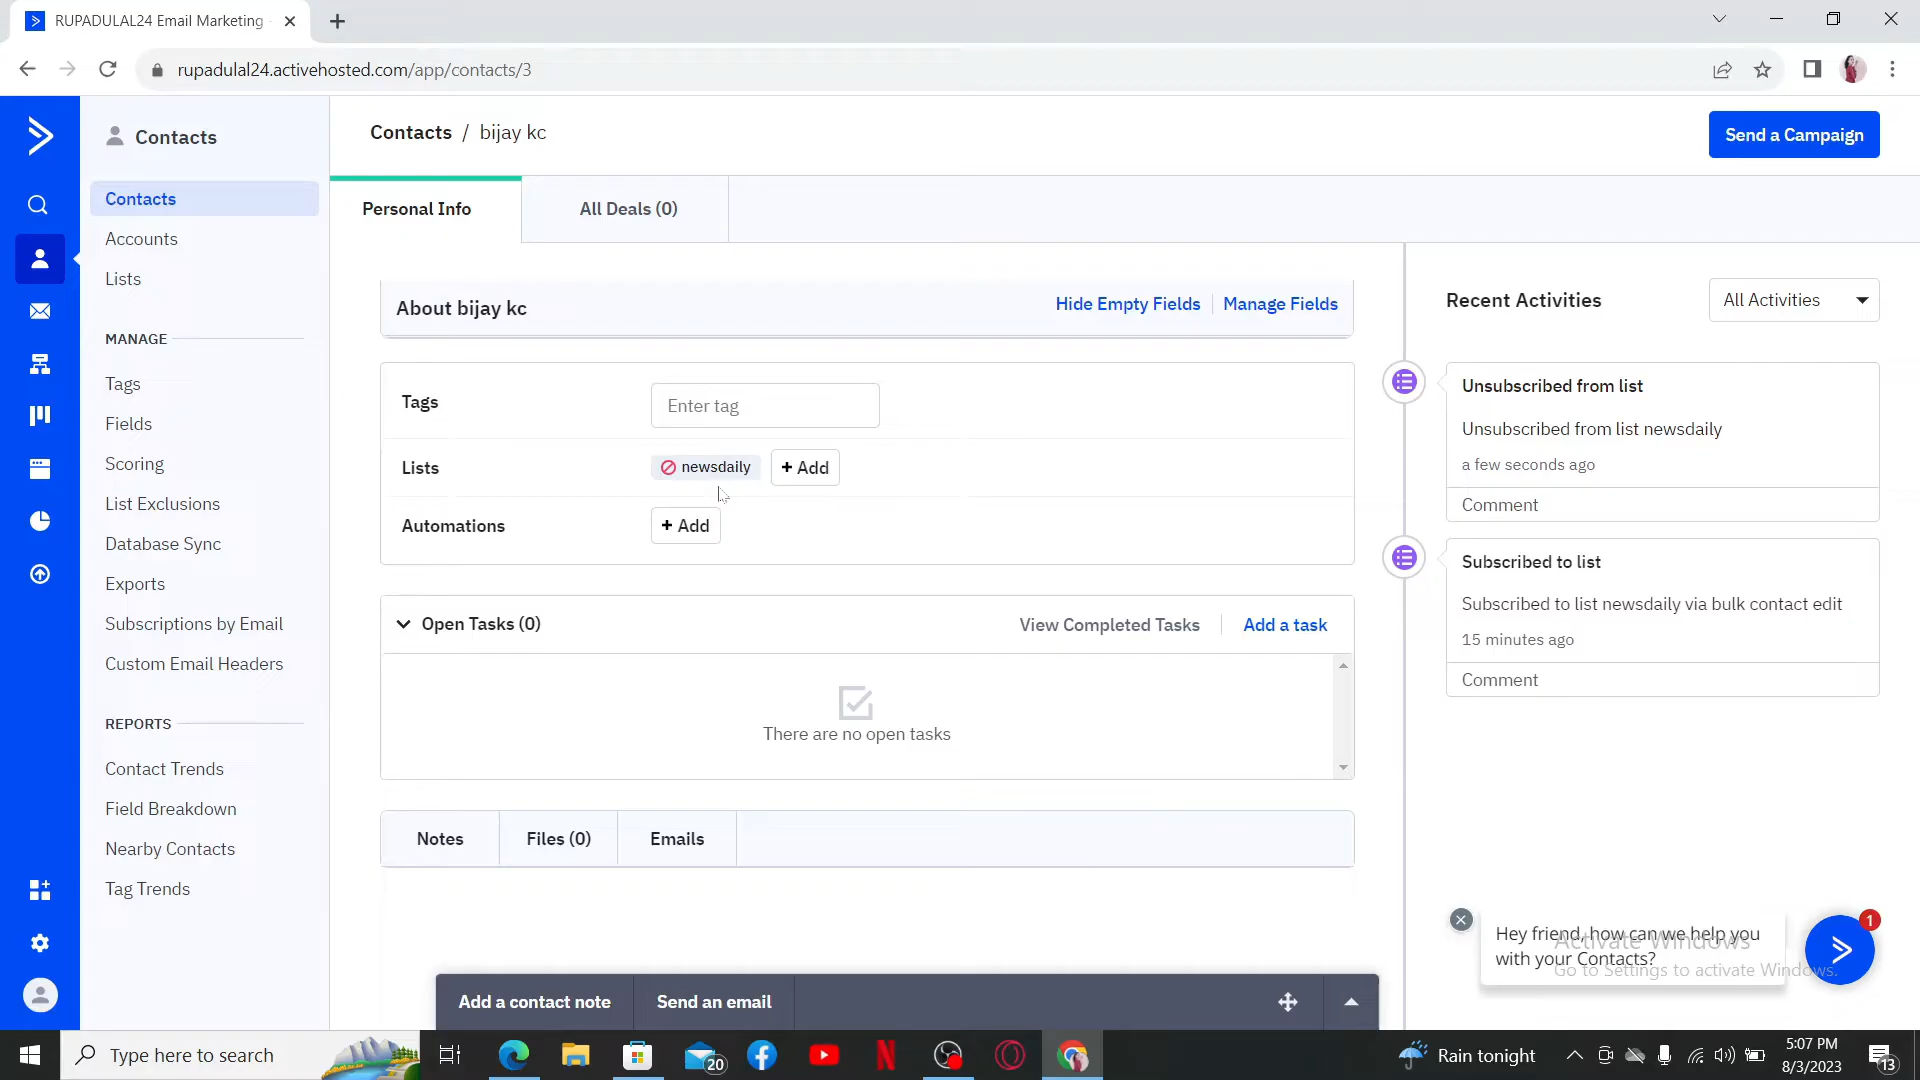 RUPADULAL24 Email Marketing
rupadulal24.activehosted.com/app/contacts/3
Contacts
Contacts / bijay kc
Send a Campaign
Contacts
Accounts
Lists
MANAGE
Tags
Fields
Scoring
List Exclusions
Database Sync
Exports
Subscriptions by Email
Custom Email Headers
REPORTS
Contact Trends
Field Breakdown
Nearby Contacts
Tag Trends
Personal Info
All Deals (0)
About bijay kc
Hide Empty Fields
Manage Fields
Tags
Enter tag
Lists
newsdaily
+ Add
Automations
+ Add
Open Tasks (0)
View Completed Tasks
Add a task
There are no open tasks
Notes
Files (0)
Emails
Add a contact note
Send an email
Recent Activities
All Activities
Unsubscribed from list
Unsubscribed from list newsdaily
a few seconds ago
Comment
Subscribed to list
Subscribed to list newsdaily via bulk contact edit
15 minutes ago
Comment
Hey friend, how can we help you
with your Contacts?
1
Activate Windows
Go to Settings to activate Windows.
Type here to search
20
Rain tonight
5:07 PM
8/3/2023
13